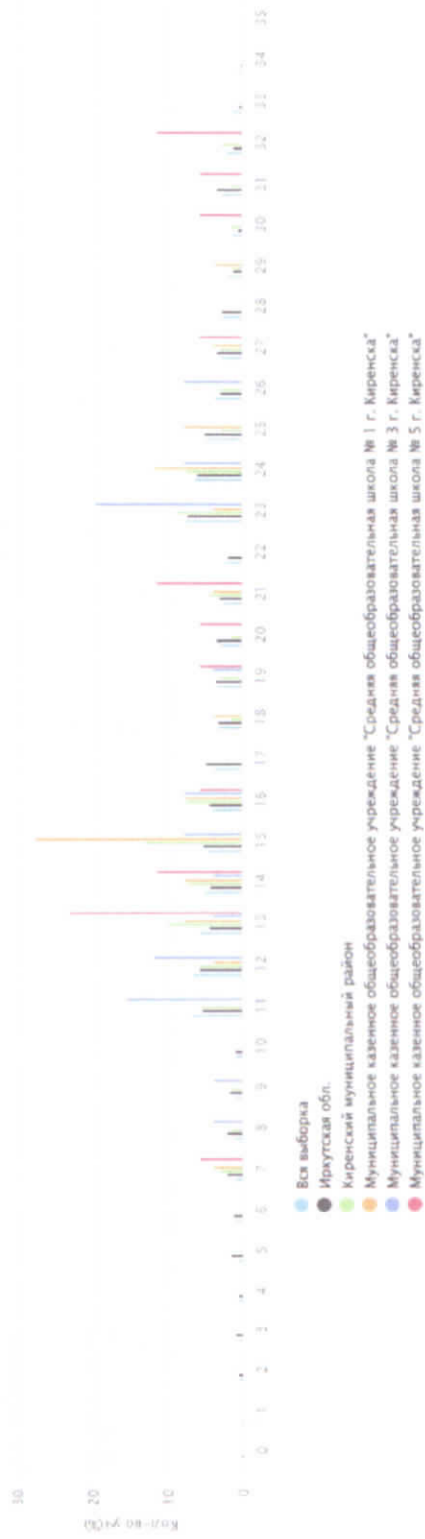 Кол-во уч(%)
30
20
10
0
0 1 2 3 4 5 6 7 8 9 10 11 12 13 14 15 16 17 18 19 20 21 22 23 24 25 26 27 28 29 30 31 32 33 34 35
Вся выборка
Иркутская обл.
Киренский муниципальный район
Муниципальное казенное общеобразовательное учреждение "Средняя общеобразовательная школа № 1 г. Киренска"
Муниципальное казенное общеобразовательное учреждение "Средняя общеобразовательная школа № 3 г. Киренска"
Муниципальное казенное общеобразовательное учреждение "Средняя общеобразовательная школа № 5 г. Киренска"